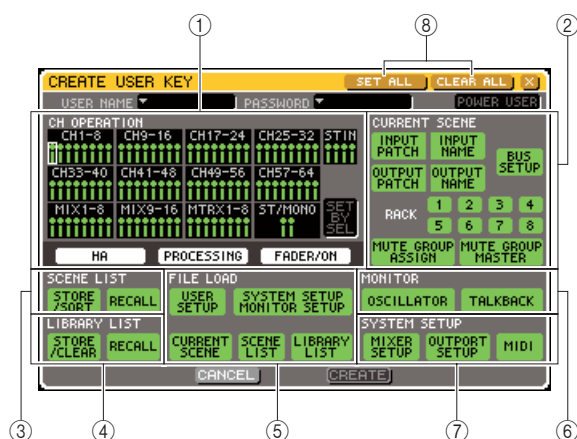 ① ⑧ ②
CREATE USER KEY SET ALL CLEAR ALL X
USER NAME PASSWORD POWER USER
CH OPERATION CURRENT SCENE
CH1-8 CH9-16 CH17-24 CH25-32 STIN
INPUT PATCH INPUT NAME BUS SETUP
CH33-40 CH41-48 CH49-56 CH57-64
OUTPUT PATCH OUTPUT NAME
MIX1-8 MIX9-16 MTRX1-8 ST/MONO SET BY SEL
RACK 1 2 3 4
5 6 7 8
HA PROCESSING FADER/ON
MUTE GROUP ASSIGN MUTE GROUP MASTER
SCENE LIST FILE LOAD MONITOR
STORE /SORT RECALL USER SETUP SYSTEM SETUP MONITOR SETUP OSCILLATOR TALKBACK
LIBRARY LIST SYSTEM SETUP
STORE /CLEAR RECALL CURRENT SCENE SCENE LIST LIBRARY LIST MIXER SETUP OUTPORT SETUP MIDI
CANCEL CREATE
③ ④ ⑤ ⑦ ⑥